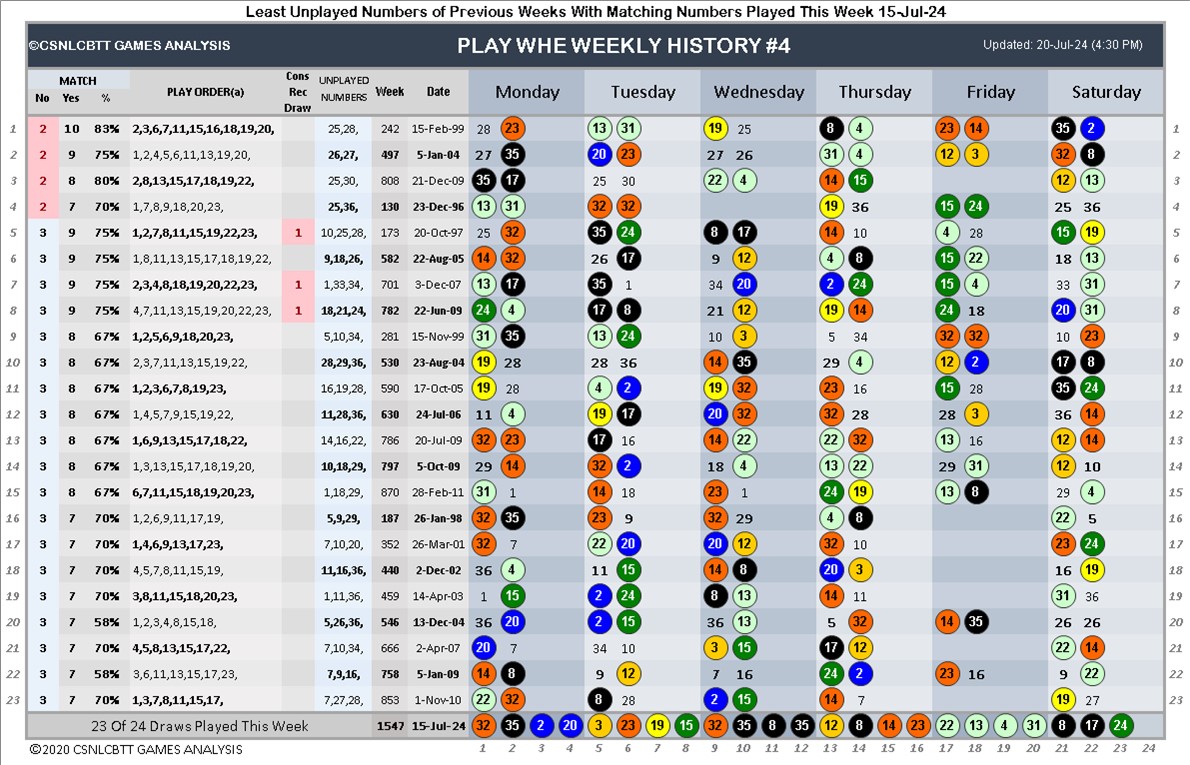 Least Unplayed Numbers of Previous Weeks With Matching Numbers Played This Week 15-Jul-24
©CSNLCBTT GAMES ANALYSIS PLAY WHE WEEKLY HISTORY #4 Updated: 20-Jul-24 (4:30 PM)
MATCH No Yes % PLAY ORDER(a) Cons Rec Draw UNPLAYED NUMBERS Week Date Monday Tuesday Wednesday Thursday Friday Saturday
1 2 10 83% 2,3,6,7,11,15,16,18,19,20, 25,28, 242 15-Feb-99 28 23 13 31 19 25 8 4 23 14 35 2 1
2 2 9 75% 1,2,4,5,6,11,13,19,20, 26,27, 497 5-Jan-04 27 35 20 23 27 26 31 4 12 3 32 8 2
3 2 8 80% 2,8,13,15,17,18,19,22, 25,30, 808 21-Dec-09 35 17 25 30 22 4 14 15 12 13 3
4 2 7 70% 1,7,8,9,18,20,23, 25,36, 130 23-Dec-96 13 31 32 32 19 36 15 24 25 36 4
5 3 9 75% 1,2,7,8,11,15,19,22,23, 1 10,25,28, 173 20-Oct-97 25 32 35 24 8 17 14 10 4 28 15 19 5
6 3 9 75% 1,8,11,13,15,17,18,19,22, 9,18,26, 582 22-Aug-05 14 32 26 17 9 12 4 8 15 22 18 13 6
7 3 9 75% 2,3,4,8,18,19,20,22,23, 1 1,33,34, 701 3-Dec-07 13 17 35 1 34 20 2 24 15 4 33 31 7
8 3 9 75% 4,7,11,13,15,19,20,22,23, 1 18,21,24, 782 22-Jun-09 24 4 17 8 21 12 19 14 24 18 20 31 8
9 3 8 67% 1,2,5,6,9,18,20,23, 5,10,34, 281 15-Nov-99 31 35 13 24 10 3 5 34 32 32 10 23 9
10 3 8 67% 2,3,7,11,13,15,19,22, 28,29,36, 530 23-Aug-04 19 28 28 36 14 35 29 4 12 2 17 8 10
11 3 8 67% 1,2,3,6,7,8,19,23, 16,19,28, 590 17-Oct-05 19 28 4 2 19 32 23 16 15 28 35 24 11
12 3 8 67% 1,4,5,7,9,15,19,22, 11,28,36, 630 24-Jul-06 11 4 19 17 20 32 32 28 28 3 36 14 12
13 3 8 67% 1,6,9,13,15,17,18,22, 14,16,22, 786 20-Jul-09 32 23 17 16 14 22 22 32 13 16 12 14 13
14 3 8 67% 1,3,13,15,17,18,19,20, 10,18,29, 797 5-Oct-09 29 14 32 2 18 4 13 22 29 31 12 10 14
15 3 8 67% 6,7,11,15,18,19,20,23, 1,18,29, 870 28-Feb-11 31 1 14 18 23 1 24 19 13 8 29 4 15
16 3 7 70% 1,2,6,9,11,17,19, 5,9,29, 187 26-Jan-98 32 35 23 9 32 29 4 8 22 5 16
17 3 7 70% 1,4,6,9,13,17,23, 7,10,20, 352 26-Mar-01 32 7 22 20 20 12 32 10 23 24 17
18 3 7 70% 4,5,7,8,11,15,19, 11,16,36, 440 2-Dec-02 36 4 11 15 14 8 20 3 16 19 18
19 3 7 70% 3,8,11,15,18,20,23, 1,11,36, 459 14-Apr-03 1 15 2 24 8 13 14 11 31 36 19
20 3 7 58% 1,2,3,4,8,15,18, 5,26,36, 546 13-Dec-04 36 20 2 15 36 13 5 32 14 35 26 26 20
21 3 7 70% 4,5,8,13,15,17,22, 7,10,34, 666 2-Apr-07 20 7 34 10 3 15 17 12 22 14 21
22 3 7 58% 3,6,11,13,15,17,23, 7,9,16, 758 5-Jan-09 14 8 9 12 7 16 24 2 23 16 9 22 22
23 3 7 70% 1,3,7,8,11,15,17, 7,27,28, 853 1-Nov-10 22 32 8 28 2 15 14 7 19 27 23
23 Of 24 Draws Played This Week 1547 15-Jul-24 32 35 2 20 3 23 19 15 32 35 8 35 12 8 14 23 22 13 4 31 8 17 24
©2020 CSNLCBTT GAMES ANALYSIS 1 2 3 4 5 6 7 8 9 10 11 12 13 14 15 16 17 18 19 20 21 22 23 24